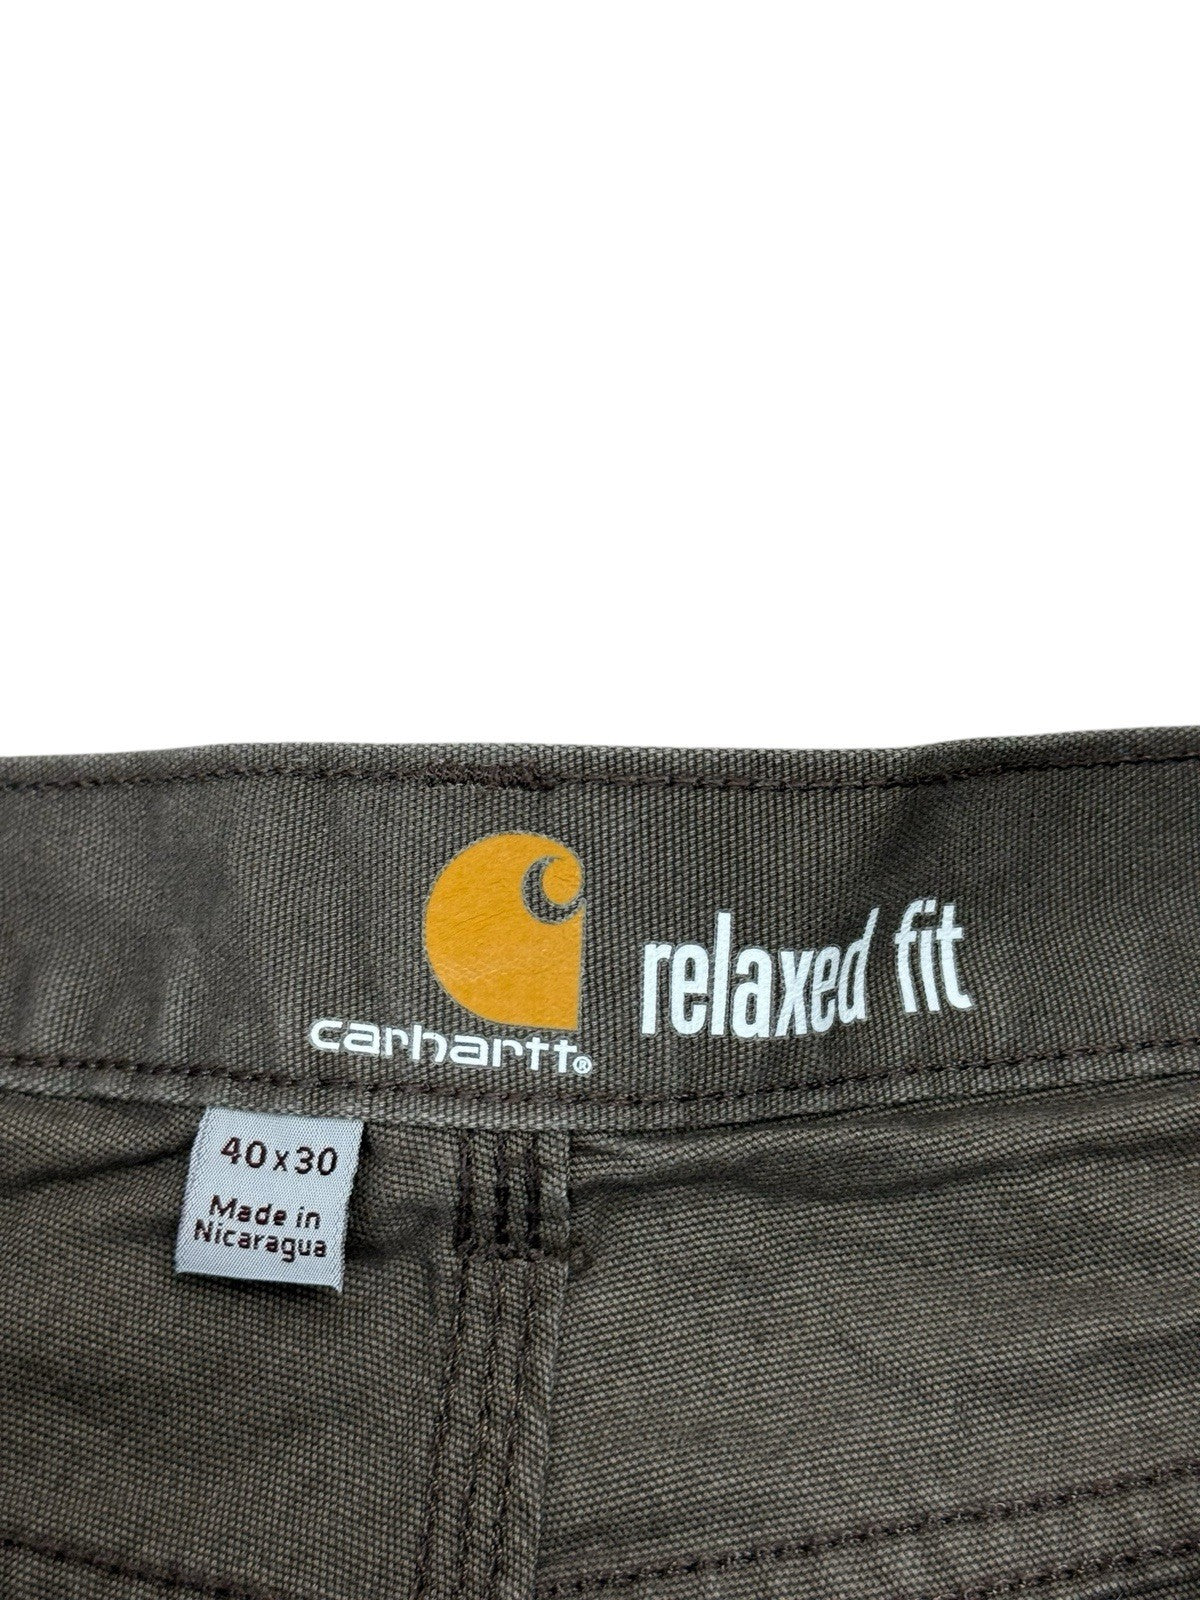 carhartt®
relaxed fit
40x30
Made in
Nicaragua